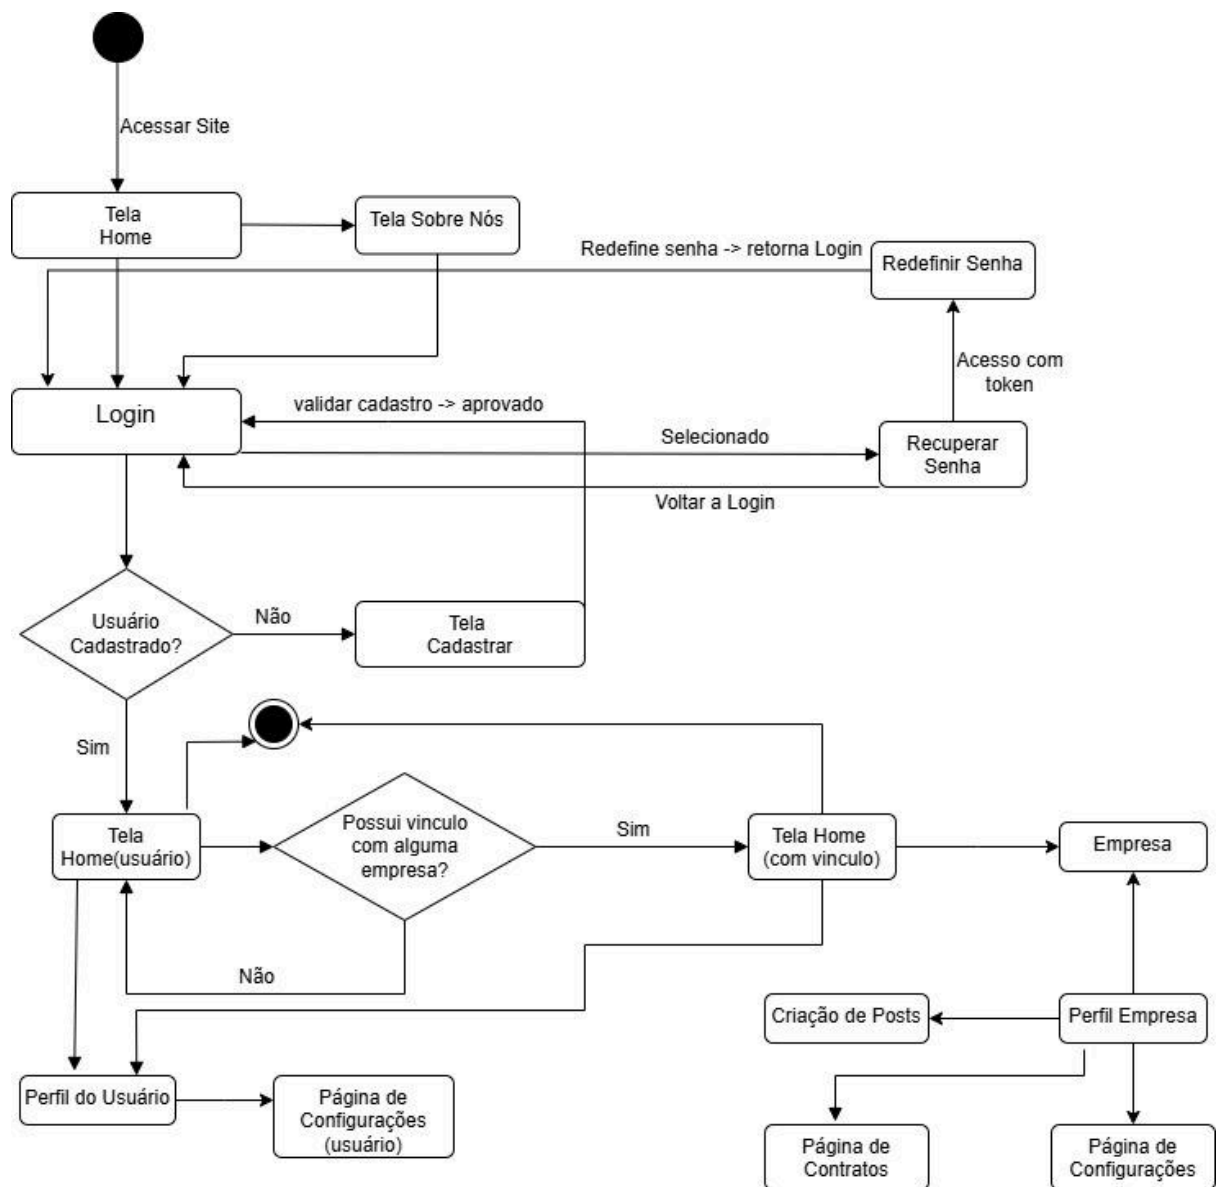 Acessar Site
Tela
Home
Tela Sobre Nós
Redefine senha -> retorna Login
Redefinir Senha
Acesso com
token
Login
validar cadastro -> aprovado
Selecionado
Recuperar
Senha
Voltar a Login
Usuário
Cadastrado?
Não
Tela
Cadastrar
Sim
Tela
Home(usuário)
Possui vinculo
com alguma
empresa?
Sim
Tela Home
(com vinculo)
Empresa
Não
Criação de Posts
Perfil Empresa
Perfil do Usuário
Página de
Configurações
(usuário)
Página de
Contratos
Página de
Configurações